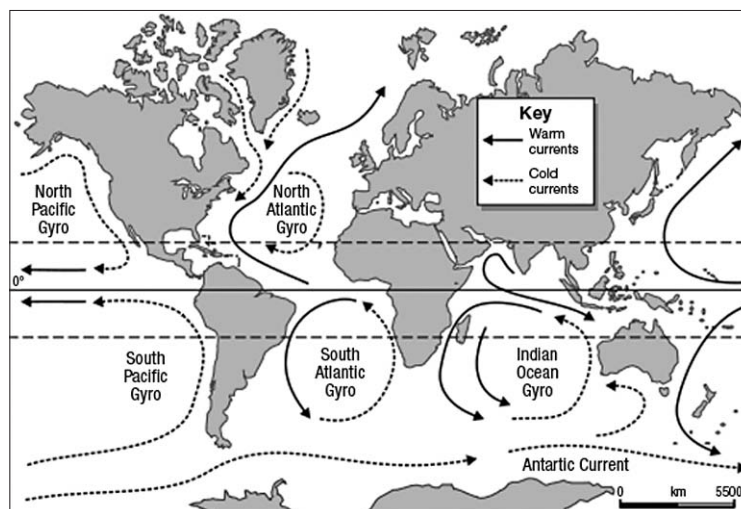 Key
Warm
currents
Cold
currents
North
Pacific
Gyro
North
Atlantic
Gyro
0°
South
Pacific
Gyro
South
Atlantic
Gyro
Indian
Ocean
Gyro
Antartic Current
0 km 5500